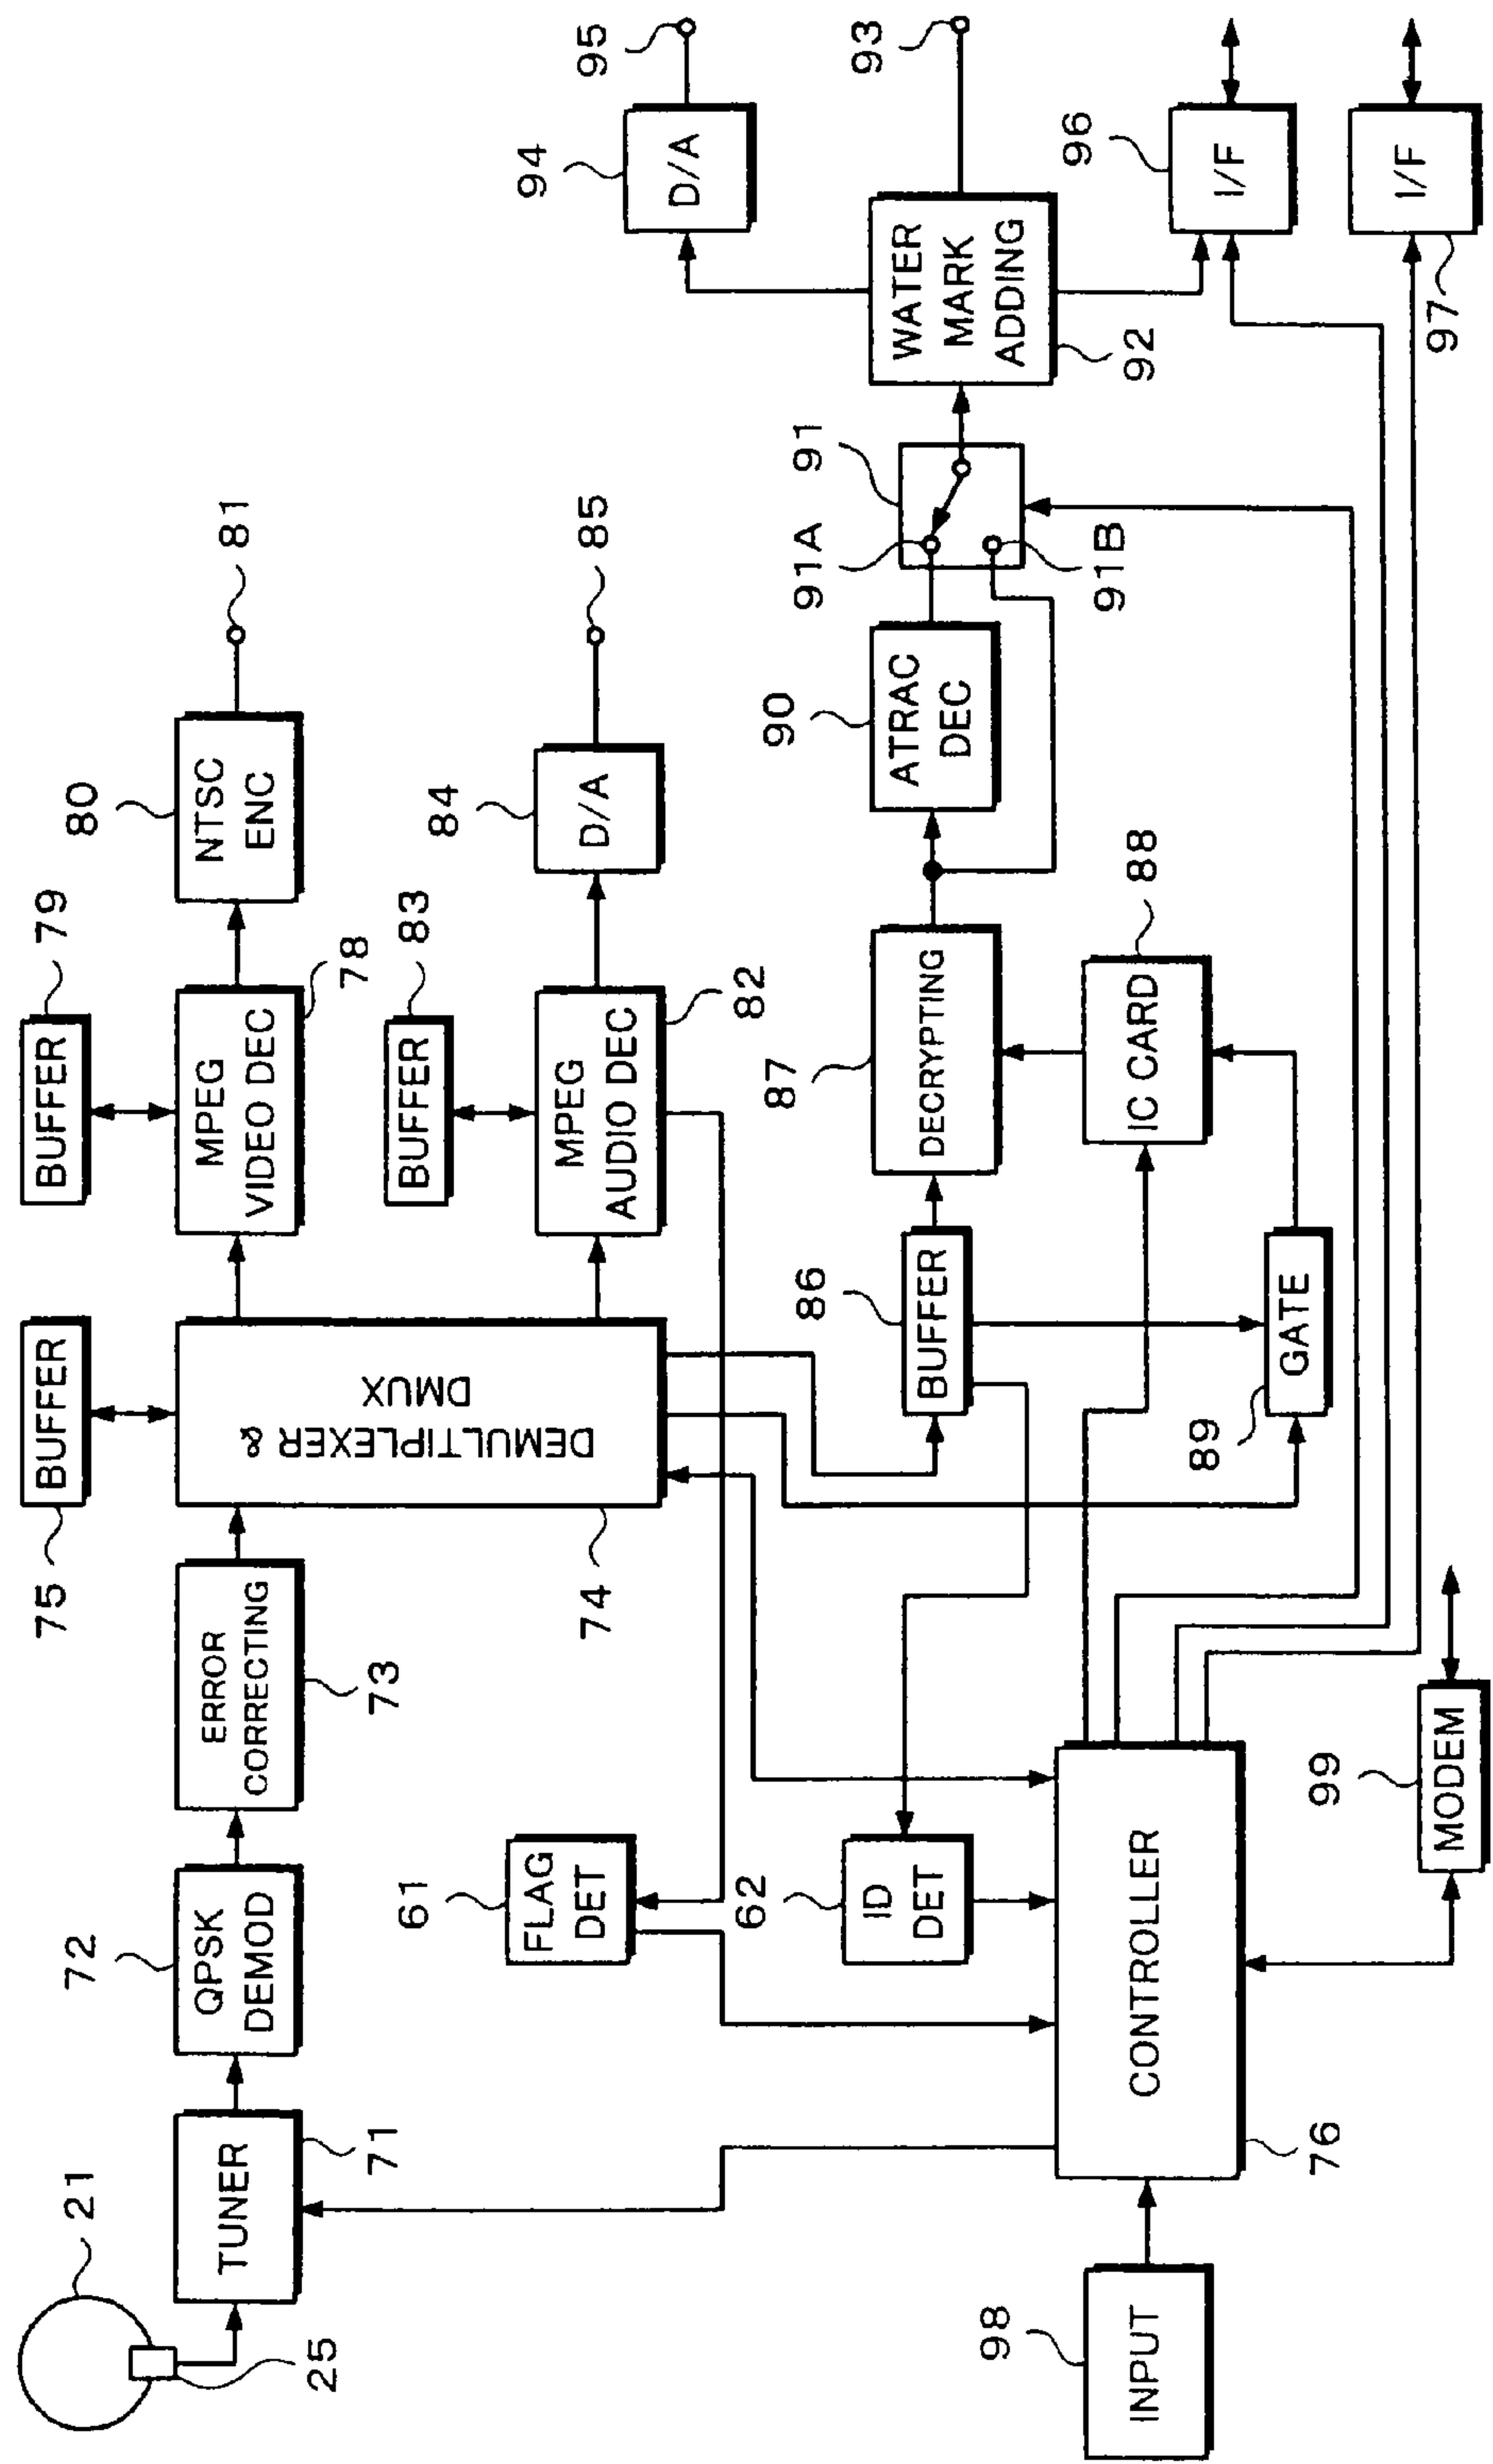 21
25
TUNER
71
72
QPSK
DEMOD
ERROR
CORRECTING
73
75
BUFFER
DEMULTIPLEXER &
DMUX
74
79
BUFFER
MPEG
VIDEO DEC
78
80
NTSC
ENC
81
83
BUFFER
MPEG
AUDIO DEC
82
84
D/A
85
61
FLAG
DET
62
ID
DET
86
BUFFER
87
DECRYPTING
IC CARD
88
89
GATE
90
ATRAC
DEC
91A
91
91B
WATER
MARK
ADDING
92
94
D/A
95
93
96
I/F
I/F
97
98
INPUT
CONTROLLER
76
99
MODEM